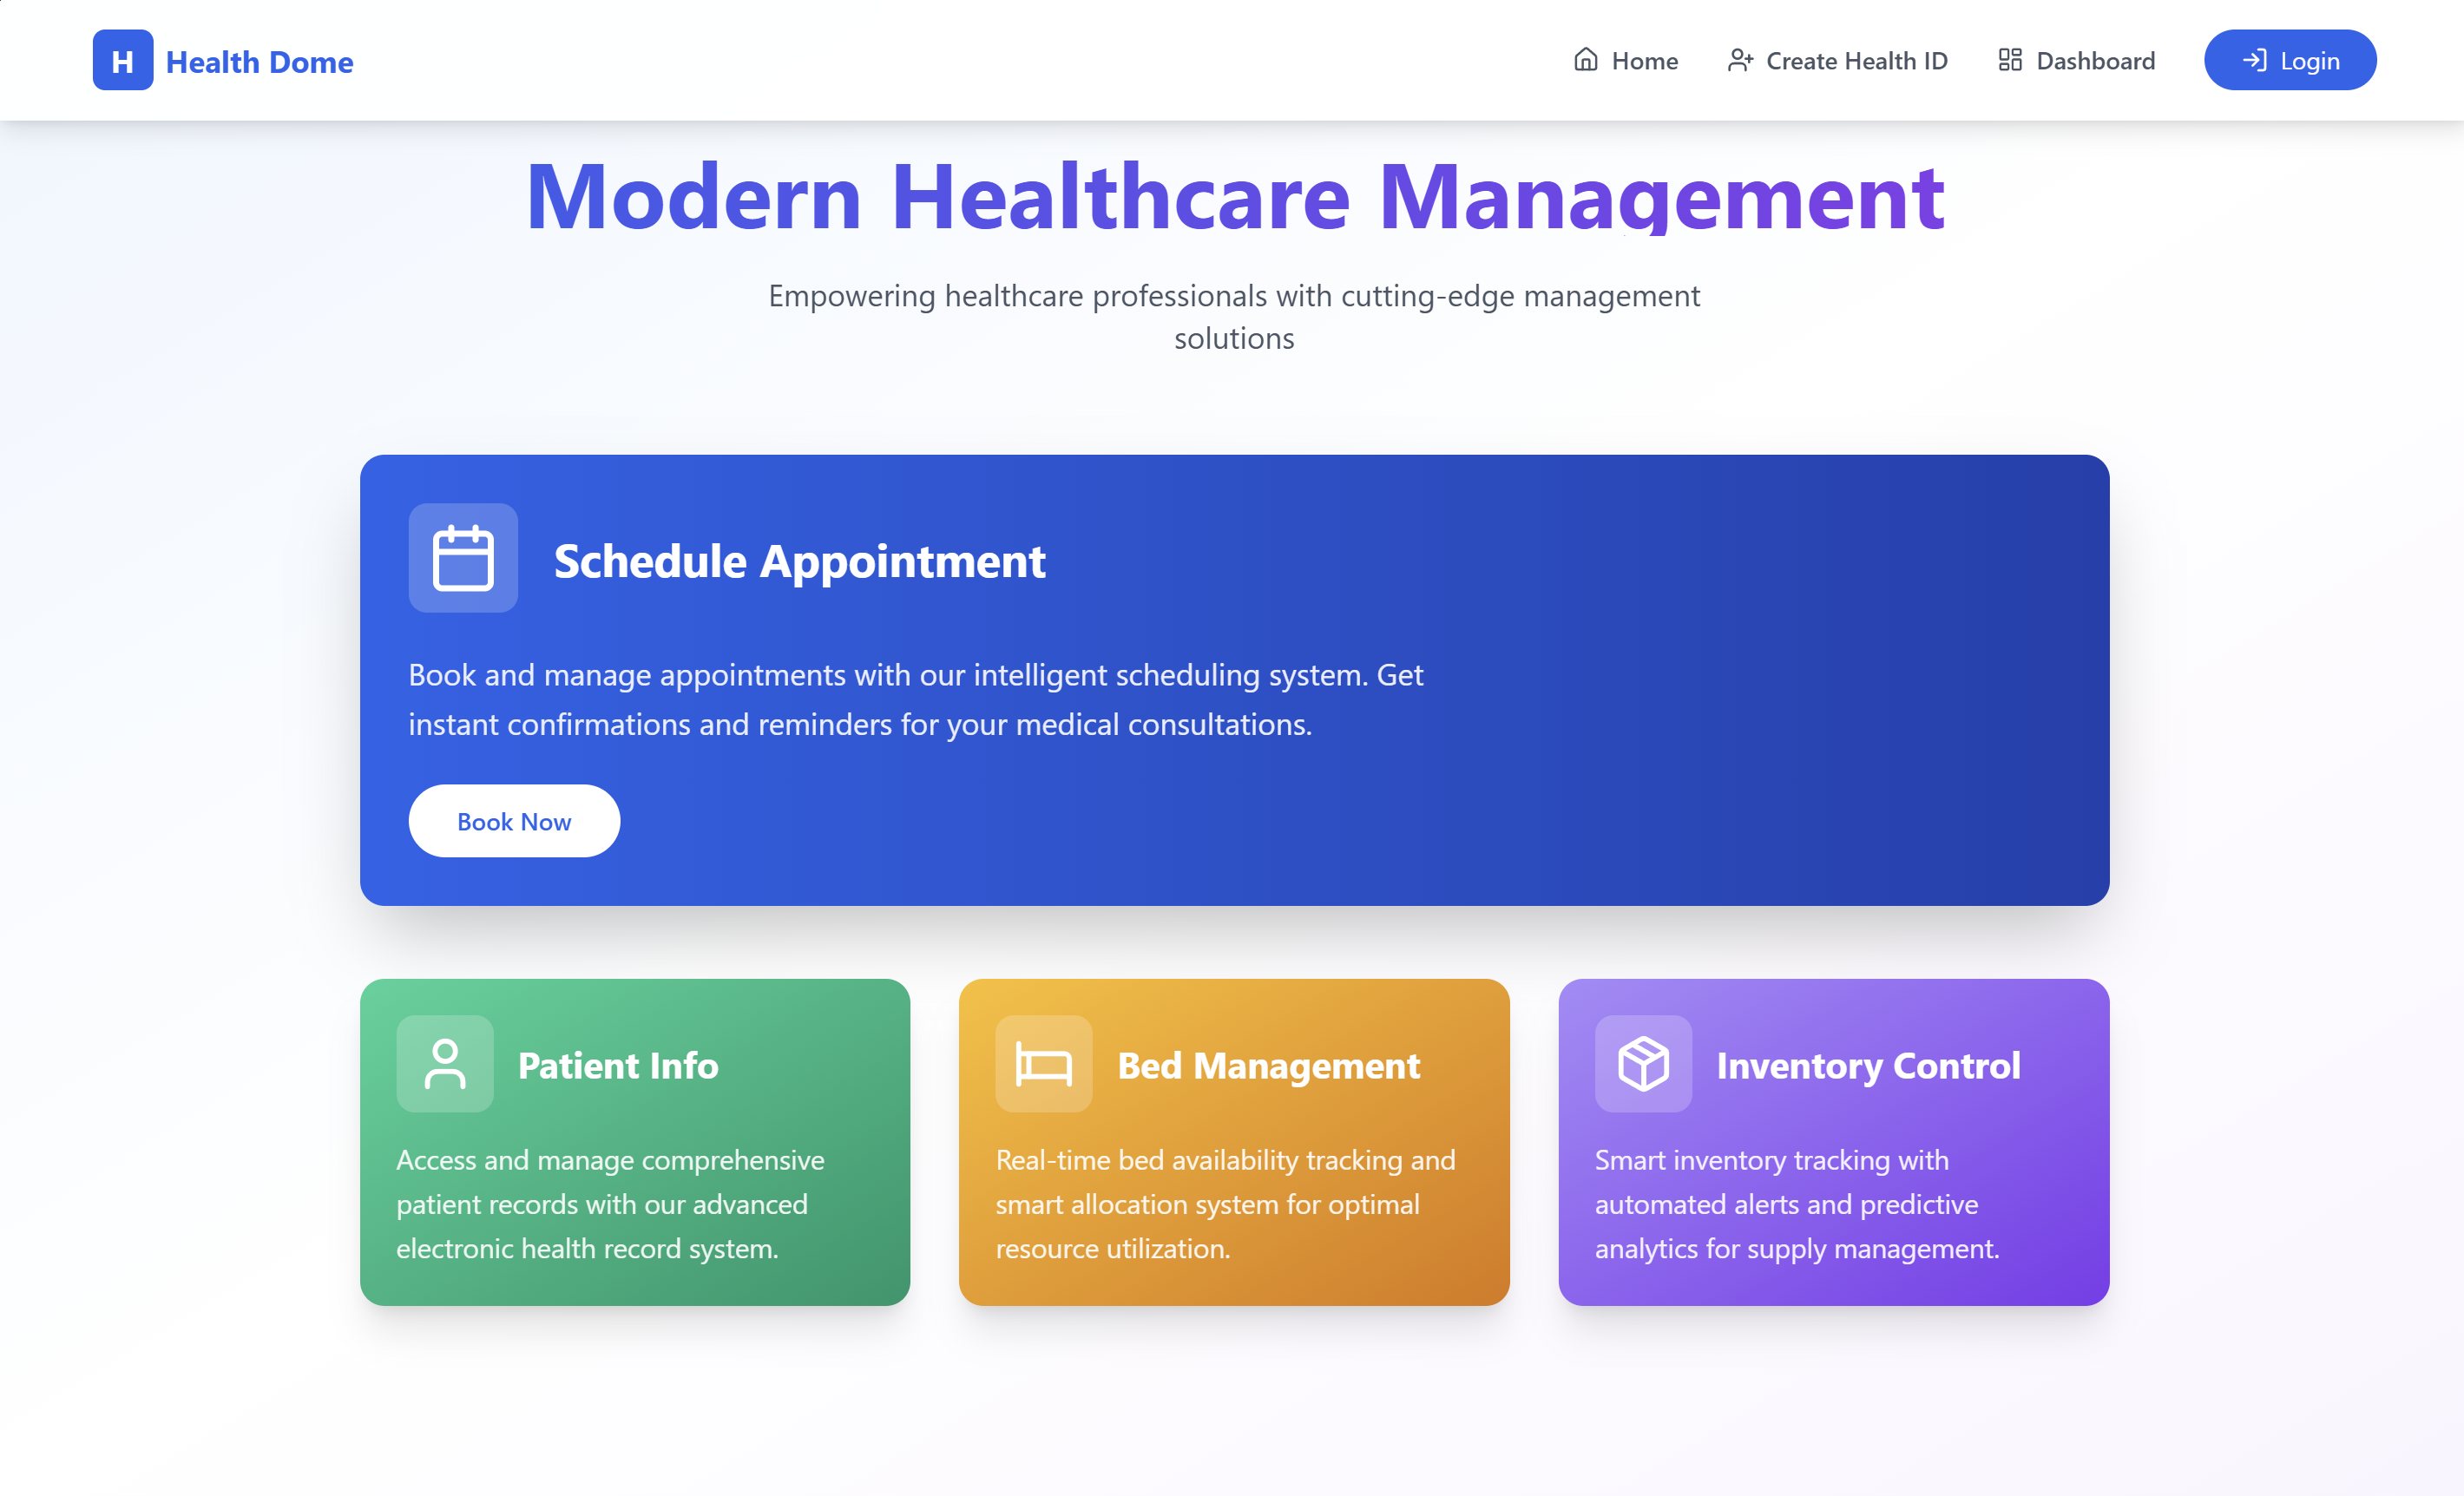 H Health Dome
Home Create Health ID Dashboard Login
Modern Healthcare Management
Empowering healthcare professionals with cutting-edge management
solutions
Schedule Appointment
Book and manage appointments with our intelligent scheduling system. Get
instant confirmations and reminders for your medical consultations.
Book Now
Patient Info
Access and manage comprehensive
patient records with our advanced
electronic health record system.
Bed Management
Real-time bed availability tracking and
smart allocation system for optimal
resource utilization.
Inventory Control
Smart inventory tracking with
automated alerts and predictive
analytics for supply management.